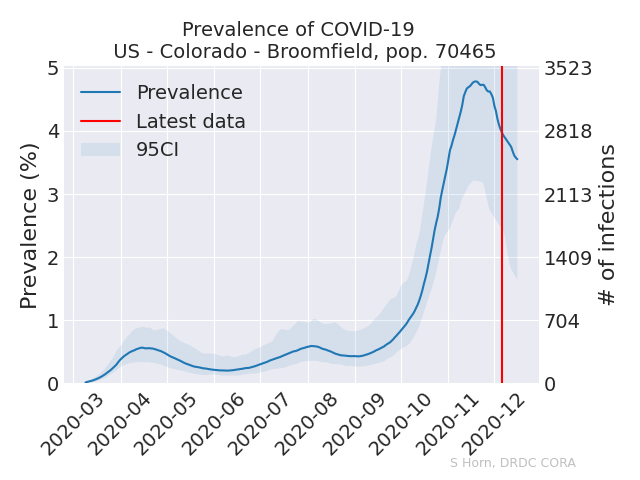 Prevalence of COVID-19
US - Colorado - Broomfield, pop. 70465
Prevalence
Latest data
95CI
Prevalence (%)
5
4
3
2
1
0
3523
2818
2113
1409
704
0
# of infections
2020-03
2020-04
2020-05
2020-06
2020-07
2020-08
2020-09
2020-10
2020-11
2020-12
S Horn, DRDC CORA